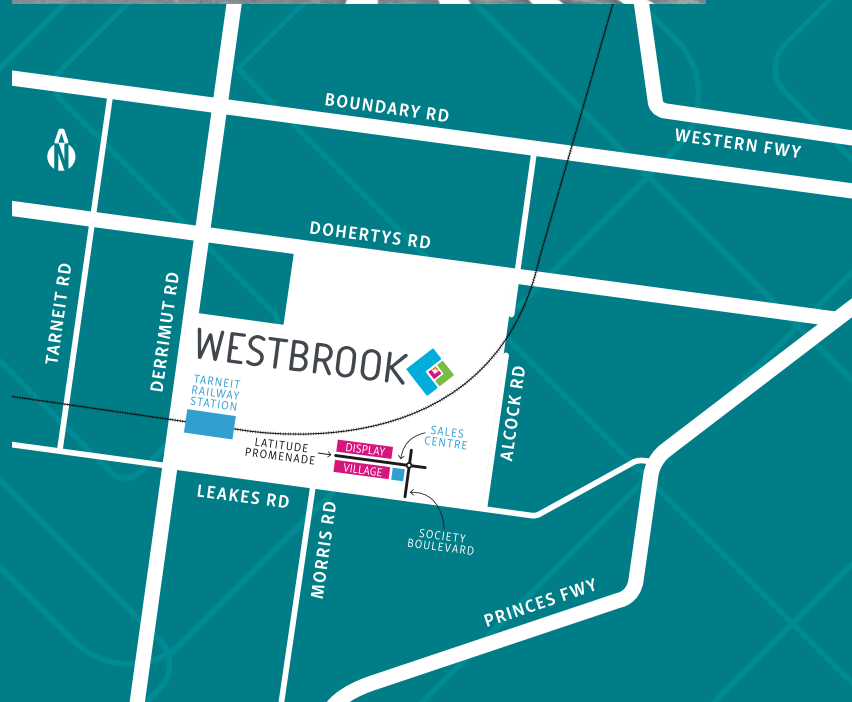 BOUNDARY RD
WESTERN FWY
N
DOHERTYS RD
TARNEIT RD
DERRIMUT RD
WESTBROOK
TARNEIT
RAILWAY
STATION
ALCOCK RD
LATITUDE
PROMENADE
DISPLAY
VILLAGE
SALES
CENTRE
LEAKES RD
MORRIS RD
SOCIETY
BOULEVARD
PRINCES FWY